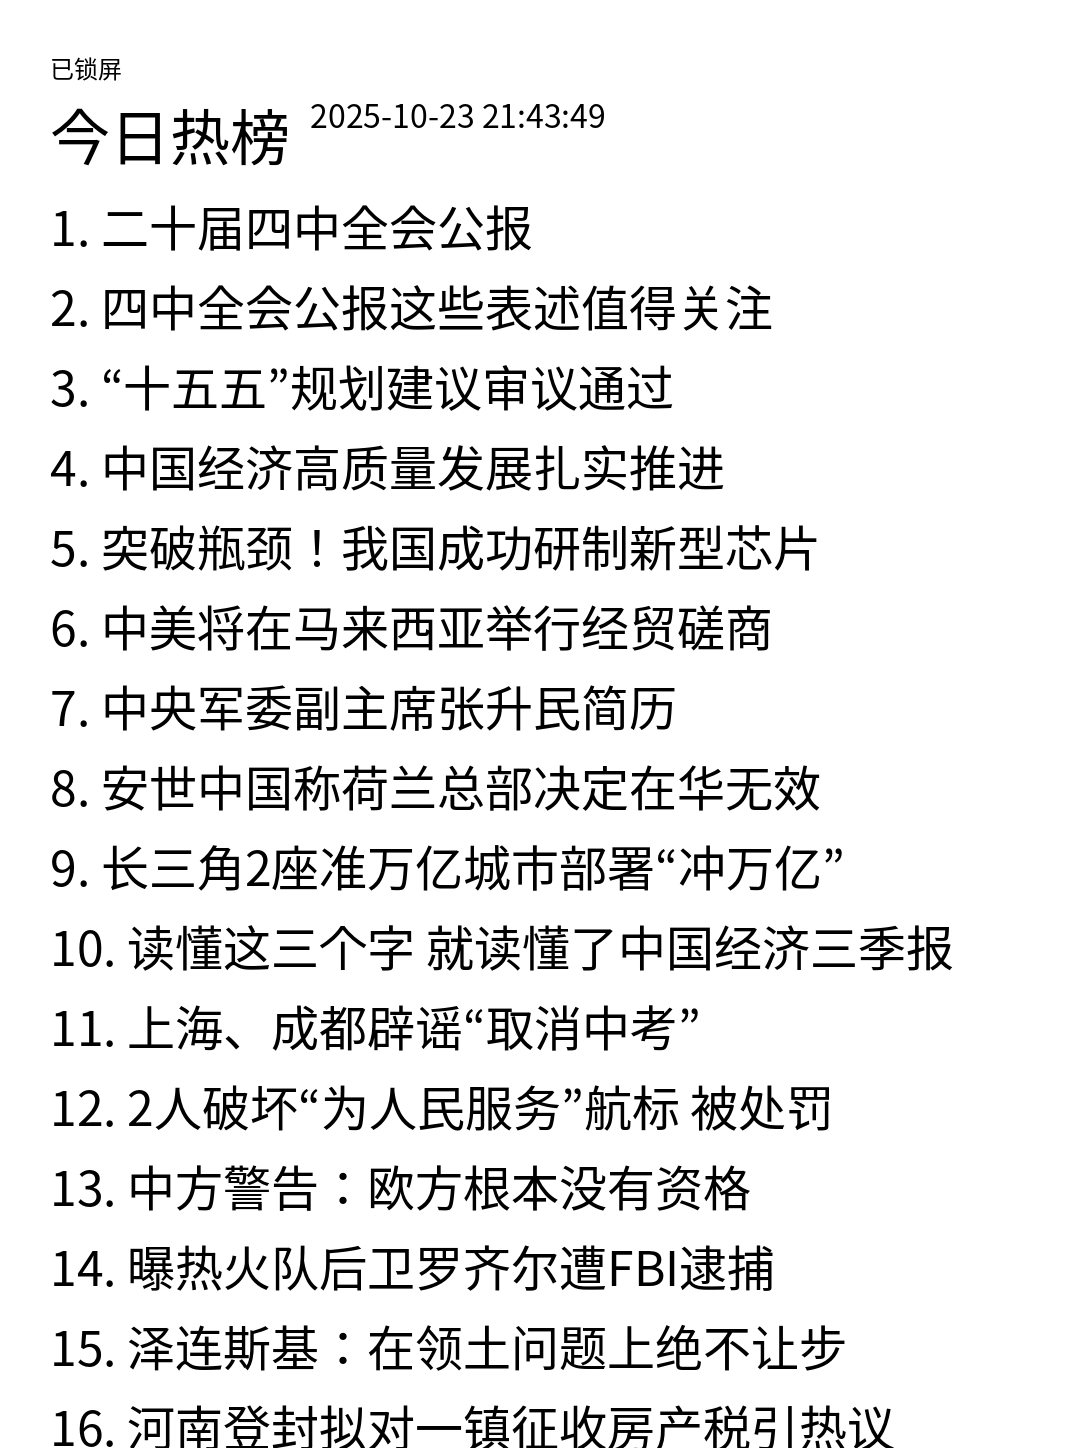 已锁屏
今日热榜 2025-10-23 21:43:49
1. 二十届四中全会公报
2. 四中全会公报这些表述值得关注
3. “十五五”规划建议审议通过
4. 中国经济高质量发展扎实推进
5. 突破瓶颈！我国成功研制新型芯片
6. 中美将在马来西亚举行经贸磋商
7. 中央军委副主席张升民简历
8. 安世中国称荷兰总部决定在华无效
9. 长三角2座准万亿城市部署“冲万亿”
10. 读懂这三个字 就读懂了中国经济三季报
11. 上海、成都辟谣“取消中考”
12. 2人破坏“为人民服务”航标 被处罚
13. 中方警告：欧方根本没有资格
14. 曝热火队后卫罗齐尔遭FBI逮捕
15. 泽连斯基：在领土问题上绝不让步
16. 河南登封拟对一镇征收房产税引热议